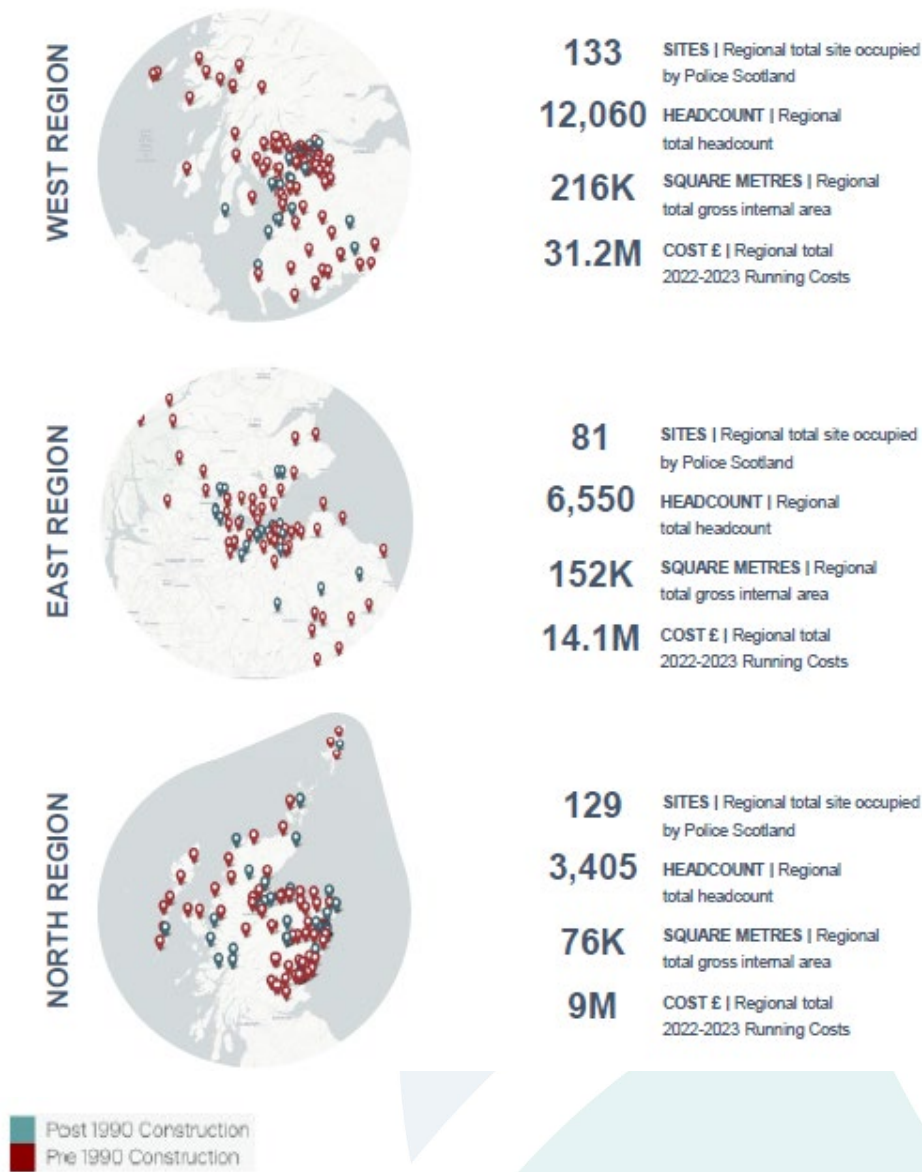 WEST REGION
133
SITES | Regional total site occupied
by Police Scotland
12,060
HEADCOUNT | Regional
total headcount
216K
SQUARE METRES | Regional
total gross internal area
31.2M
COST £ | Regional total
2022-2023 Running Costs
EAST REGION
81
SITES | Regional total site occupied
by Police Scotland
6,550
HEADCOUNT | Regional
total headcount
152K
SQUARE METRES | Regional
total gross internal area
14.1M
COST £ | Regional total
2022-2023 Running Costs
NORTH REGION
129
SITES | Regional total site occupied
by Police Scotland
3,405
HEADCOUNT | Regional
total headcount
76K
SQUARE METRES | Regional
total gross internal area
9M
COST £ | Regional total
2022-2023 Running Costs
Post 1990 Construction
Pre 1990 Construction